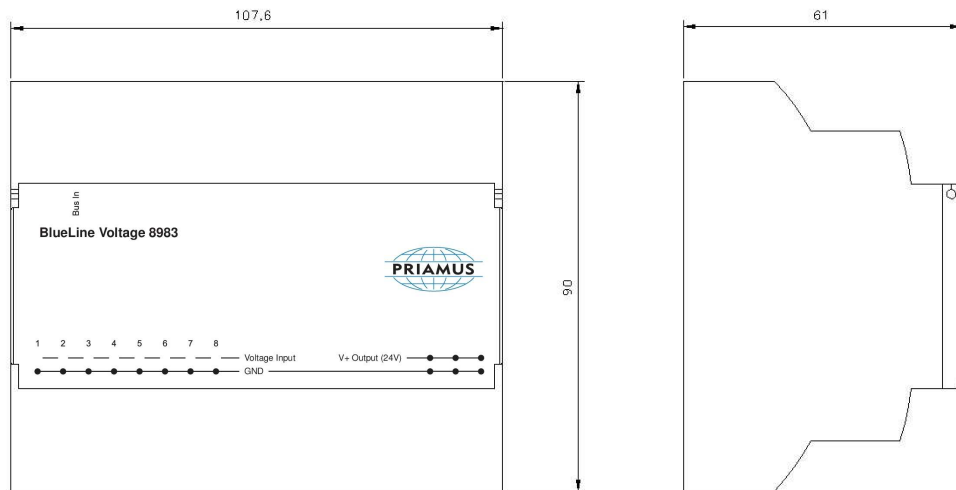 107,6
61
Bus In
BlueLine Voltage 8983
PRIAMUS
90
1 2 3 4 5 6 7 8
Voltage Input
V+ Output (24V)
GND